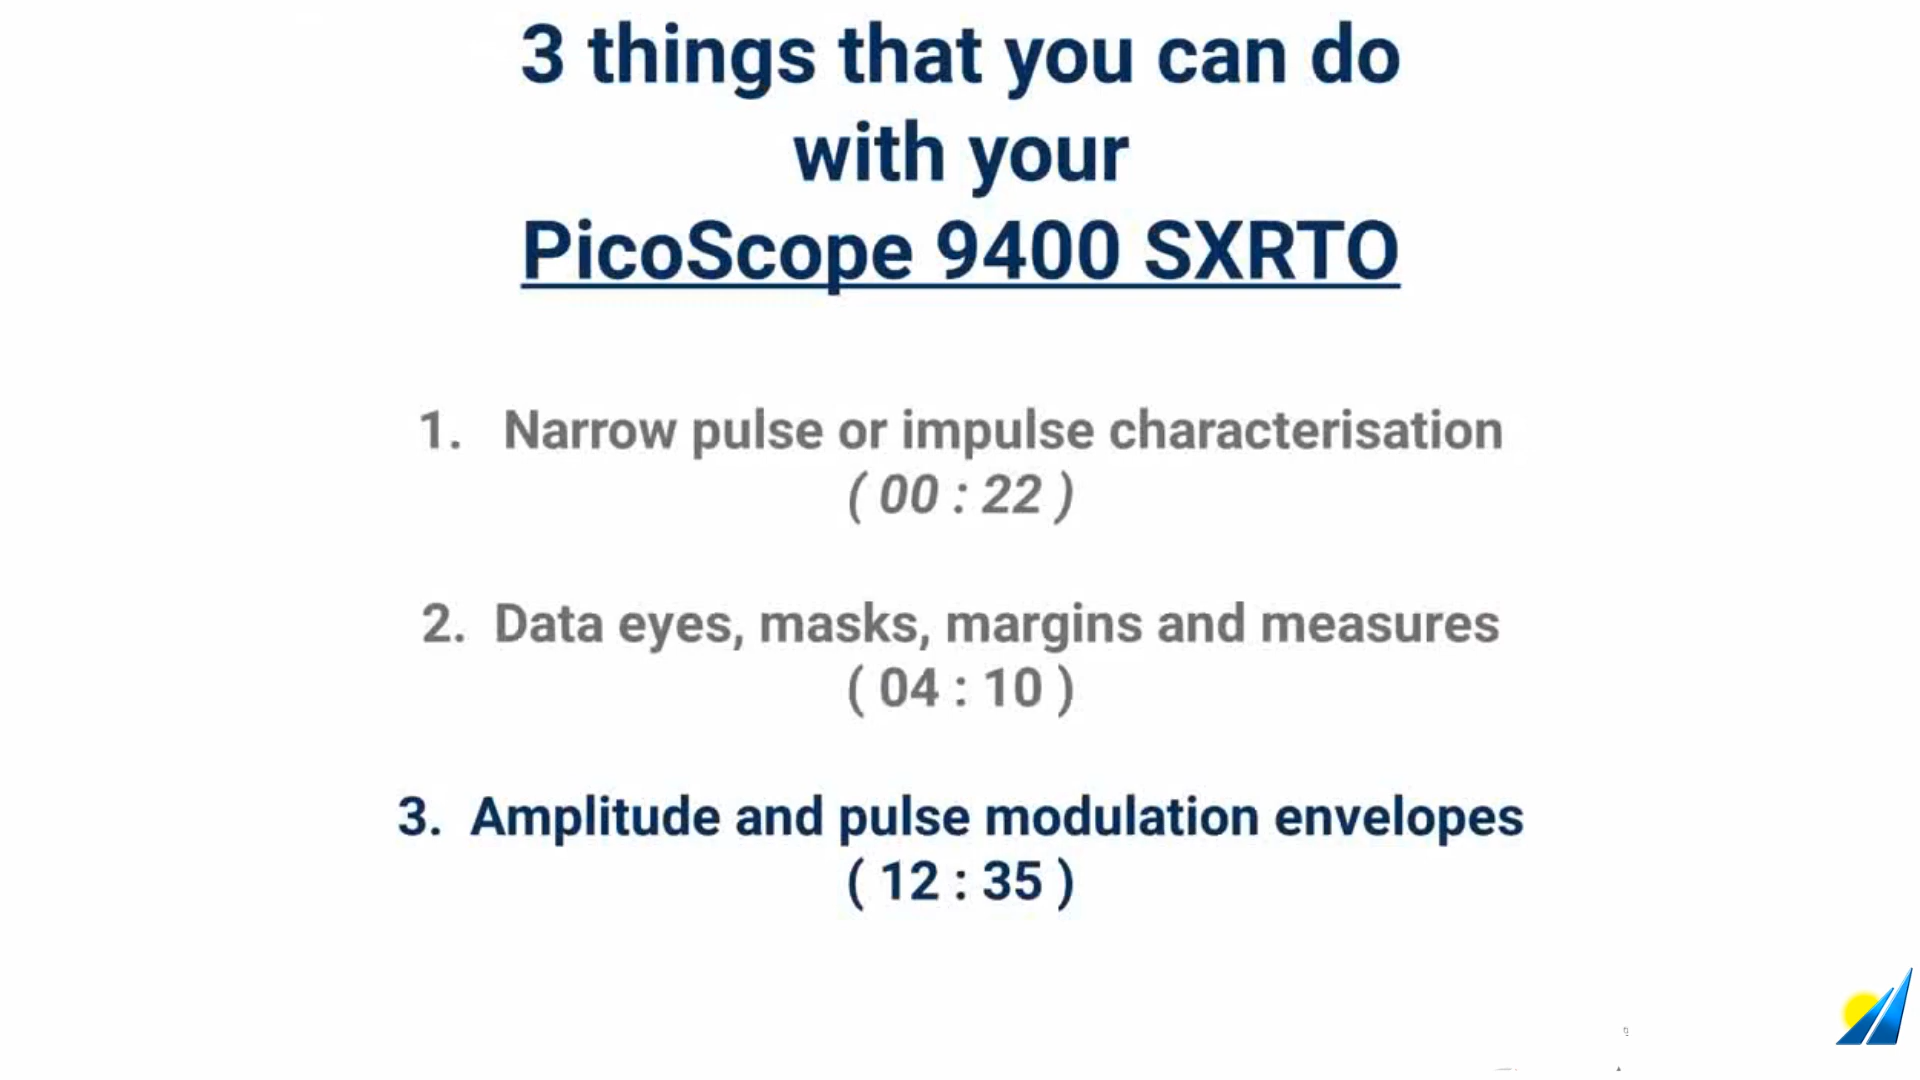 3 things that you can do
with your
PicoScope 9400 SXRTO
1. Narrow pulse or impulse characterisation
( 00 : 22 )
2. Data eyes, masks, margins and measures
( 04 : 10 )
3. Amplitude and pulse modulation envelopes
( 12 : 35 )